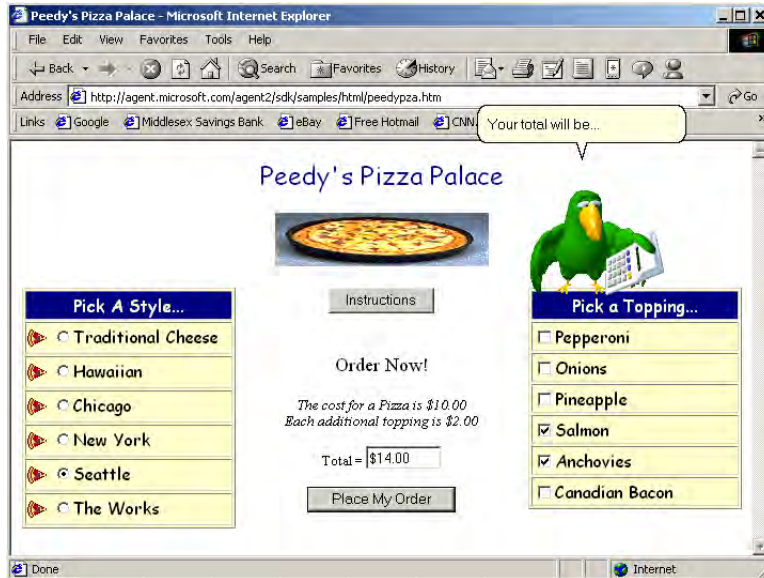 Peedy's Pizza Palace - Microsoft Internet Explorer
File Edit View Favorites Tools Help
Back Search Favorites History
Address http://agent.microsoft.com/agent2/sdk/samples/html/peedypza.htm Go
Links Google Middlesex Savings Bank eBay Free Hotmail CNN.
Your total will be...
Peedy's Pizza Palace
Instructions
Pick A Style...
Traditional Cheese
Hawaiian
Chicago
New York
Seattle
The Works
Order Now!
The cost for a Pizza is $10.00
Each additional topping is $2.00
Total = $14.00
Place My Order
Pick a Topping...
Pepperoni
Onions
Pineapple
Salmon
Anchovies
Canadian Bacon
Done Internet